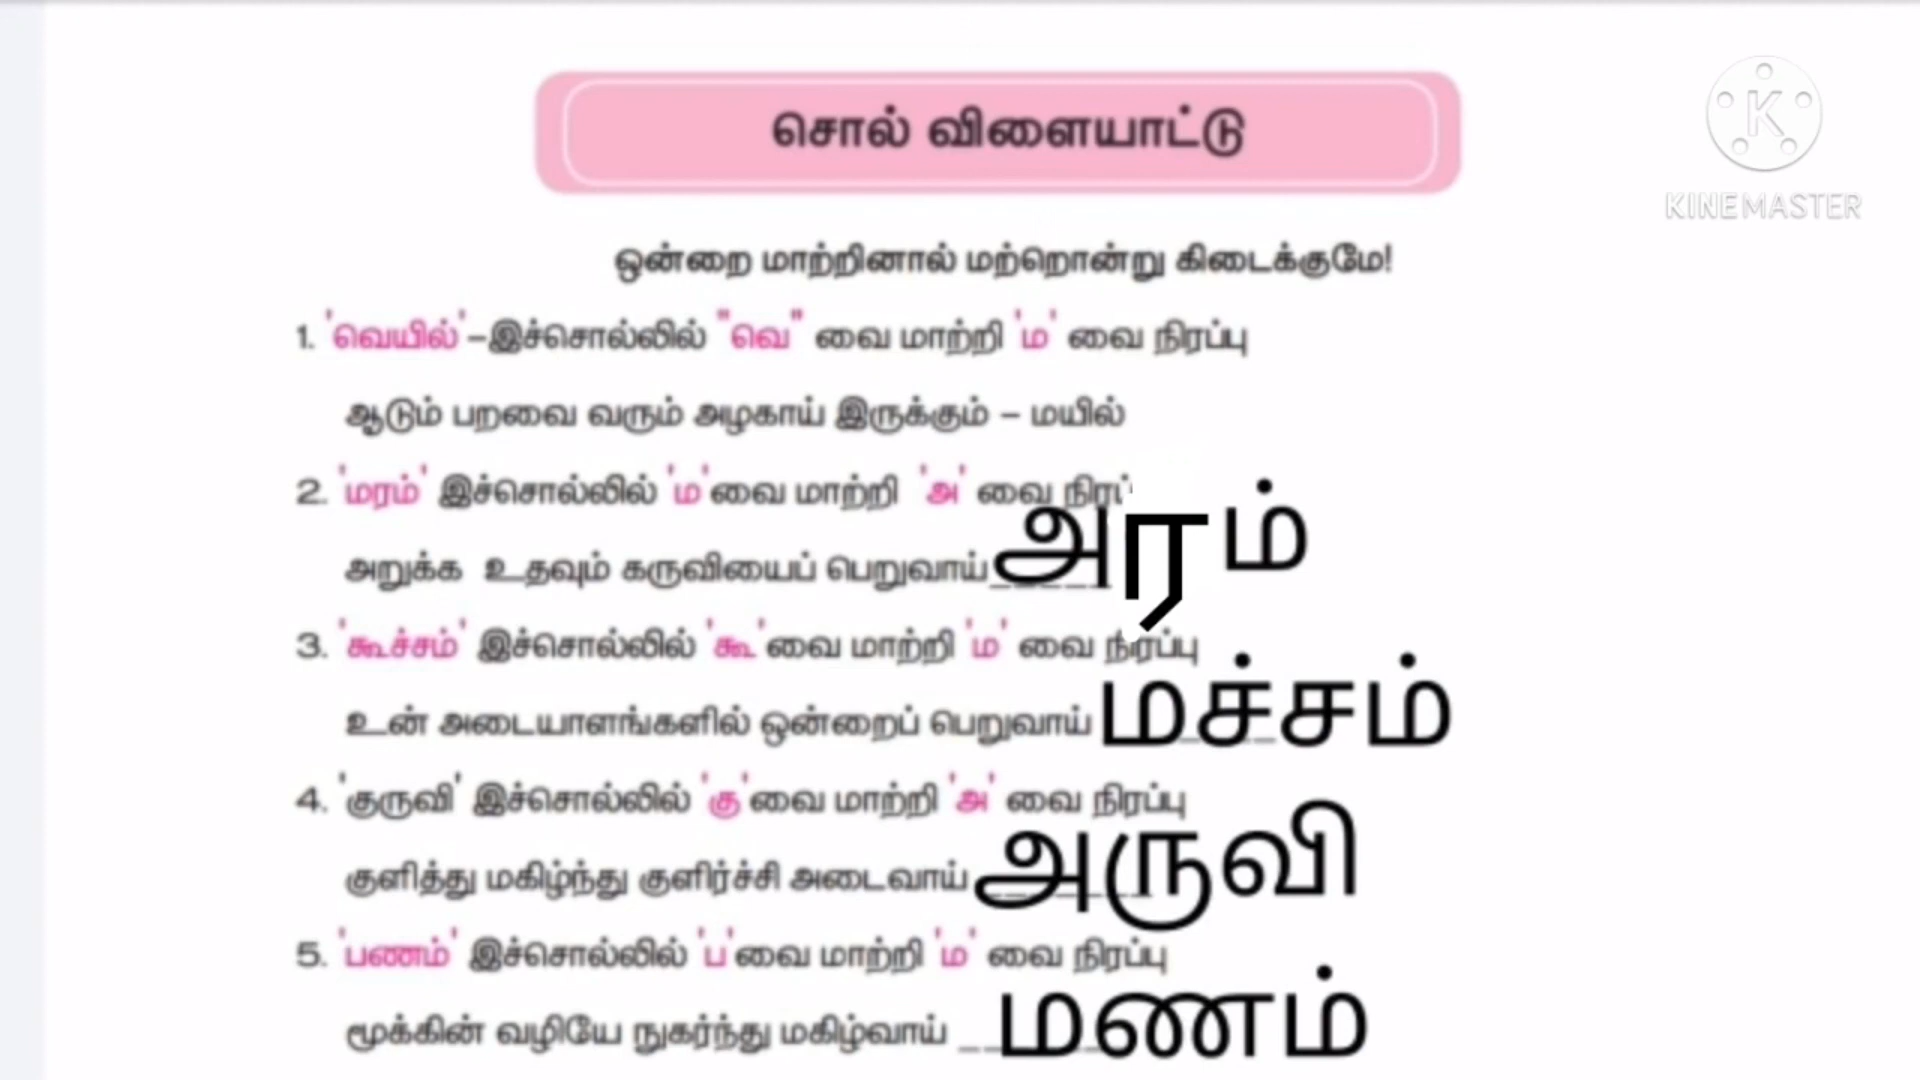 சொல் விளையாட்டு
KINEMASTER
ஒன்றை மாற்றினால் மற்றொன்று கிடைக்குமே!
1. 'வெயில்'-இச்சொல்லில் "வெ" வை மாற்றி 'ம' வை நிரப்பு
ஆடும் பறவை வரும் அழகாய் இருக்கும் – மயில்
2. 'மரம்' இச்சொல்லில் 'ம'வை மாற்றி 'அ' வை நிரப்
அறுக்க உதவும் கருவியைப் பெறுவாய் அரம்
3. 'கூச்சம்' இச்சொல்லில் 'கூ'வை மாற்றி 'ம' வை நிரப்பு
உன் அடையாளங்களில் ஒன்றைப் பெறுவாய் மச்சம்
4. 'குருவி' இச்சொல்லில் 'கு'வை மாற்றி 'அ' வை நிரப்பு
குளித்து மகிழ்ந்து குளிர்ச்சி அடைவாய் அருவி
5. 'பணம்' இச்சொல்லில் 'ப'வை மாற்றி 'ம' வை நிரப்பு
மூக்கின் வழியே நுகர்ந்து மகிழ்வாய் மணம்